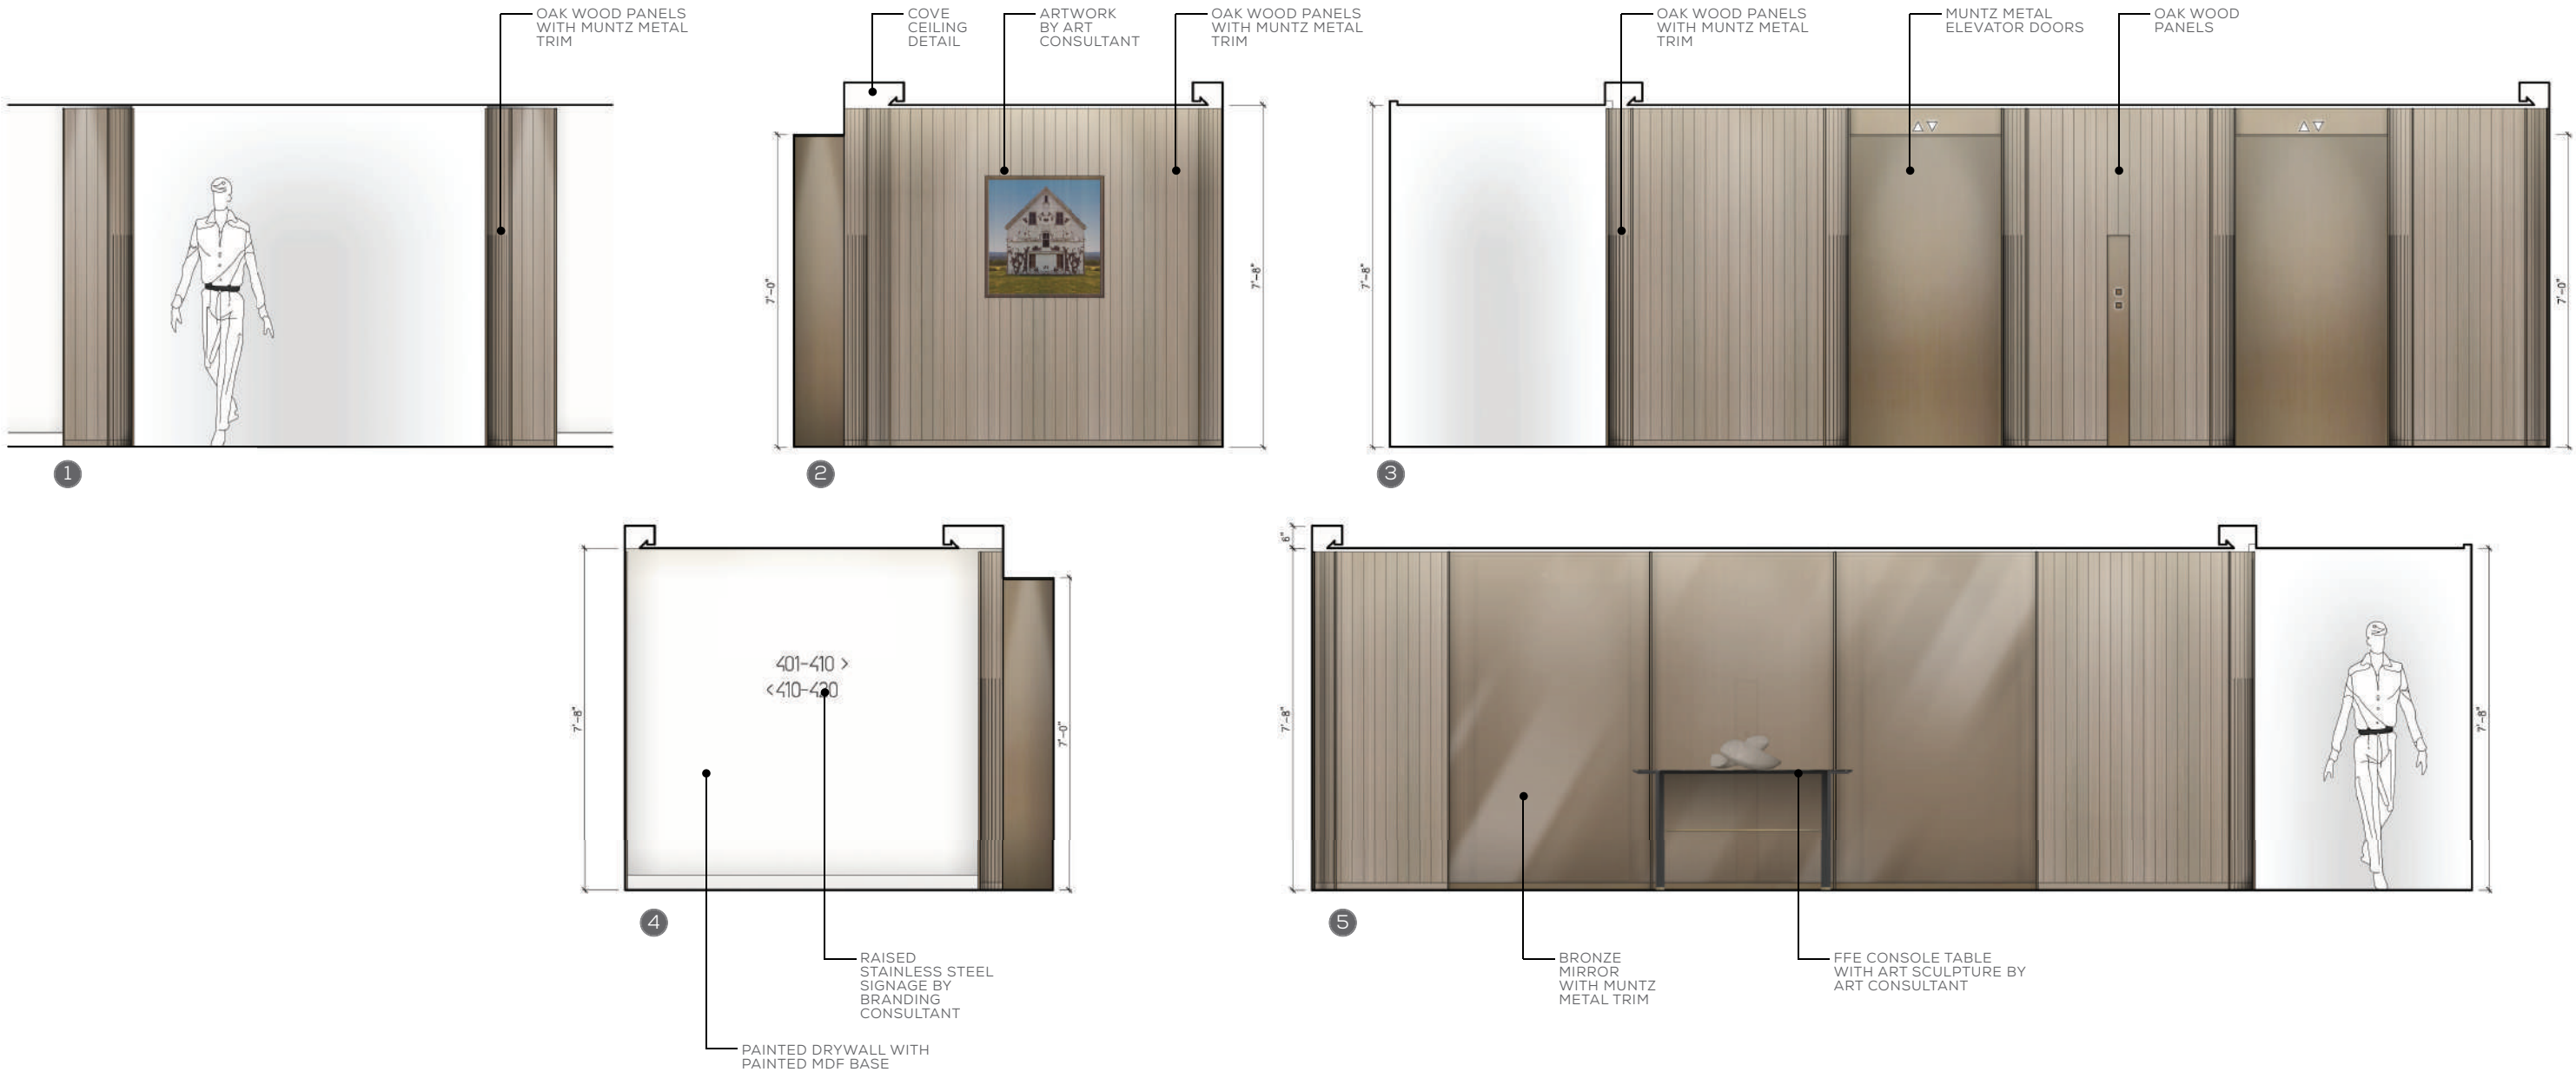 OAK WOOD PANELS
WITH MUNTZ METAL
TRIM
COVE
CEILING
DETAIL
ARTWORK
BY ART
CONSULTANT
OAK WOOD PANELS
WITH MUNTZ METAL
TRIM
OAK WOOD PANELS
WITH MUNTZ METAL
TRIM
MUNTZ METAL
ELEVATOR DOORS
OAK WOOD
PANELS
7'-0"
7'-8"
7'-8"
7'-0"
1
2
3
6"
7'-8"
401-410 >
<410-420
7'-0"
7'-8"
7'-8"
4
5
RAISED
STAINLESS STEEL
SIGNAGE BY
BRANDING
CONSULTANT
PAINTED DRYWALL WITH
PAINTED MDF BASE
BRONZE
MIRROR
WITH MUNTZ
METAL TRIM
FFE CONSOLE TABLE
WITH ART SCULPTURE BY
ART CONSULTANT